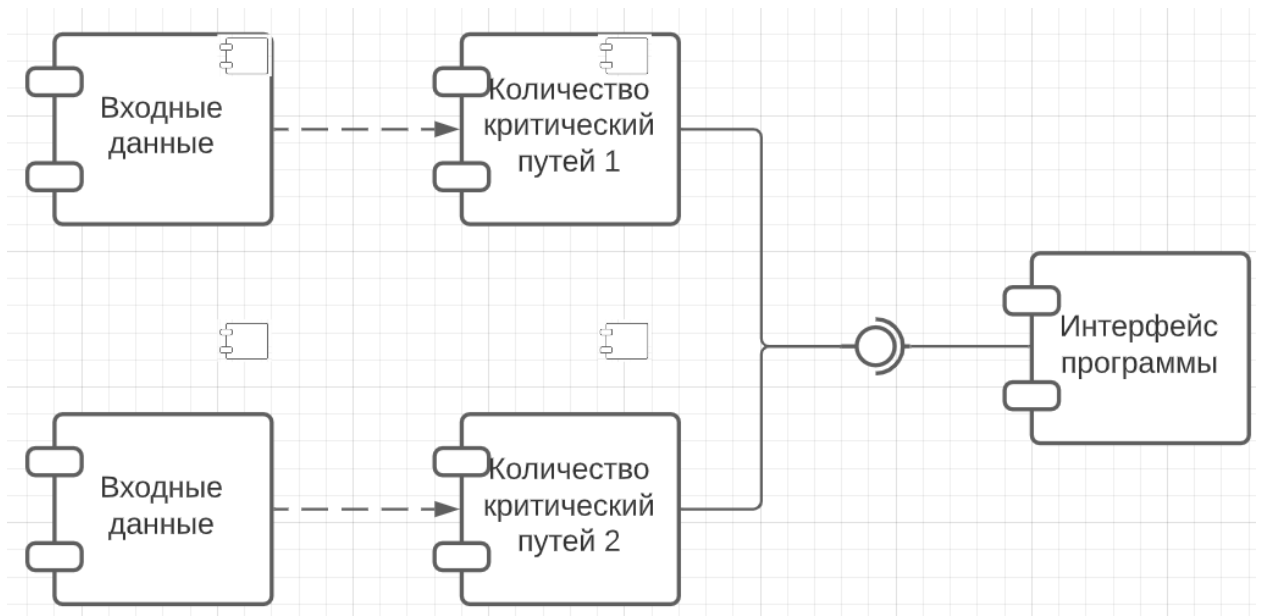 Входные
данные
Количество
критический
путей 1
Интерфейс
программы
Входные
данные
Количество
критический
путей 2